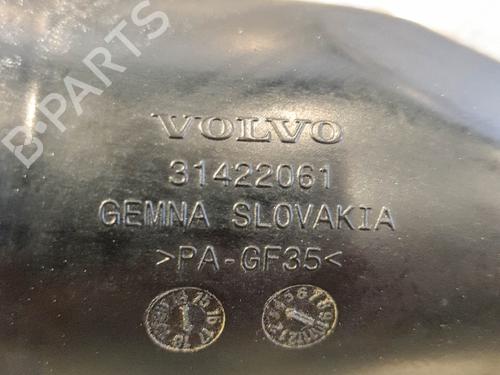 B-PARTS
VOLVO
31422061
GEMNA SLOVAKIA
>PA-GF35<